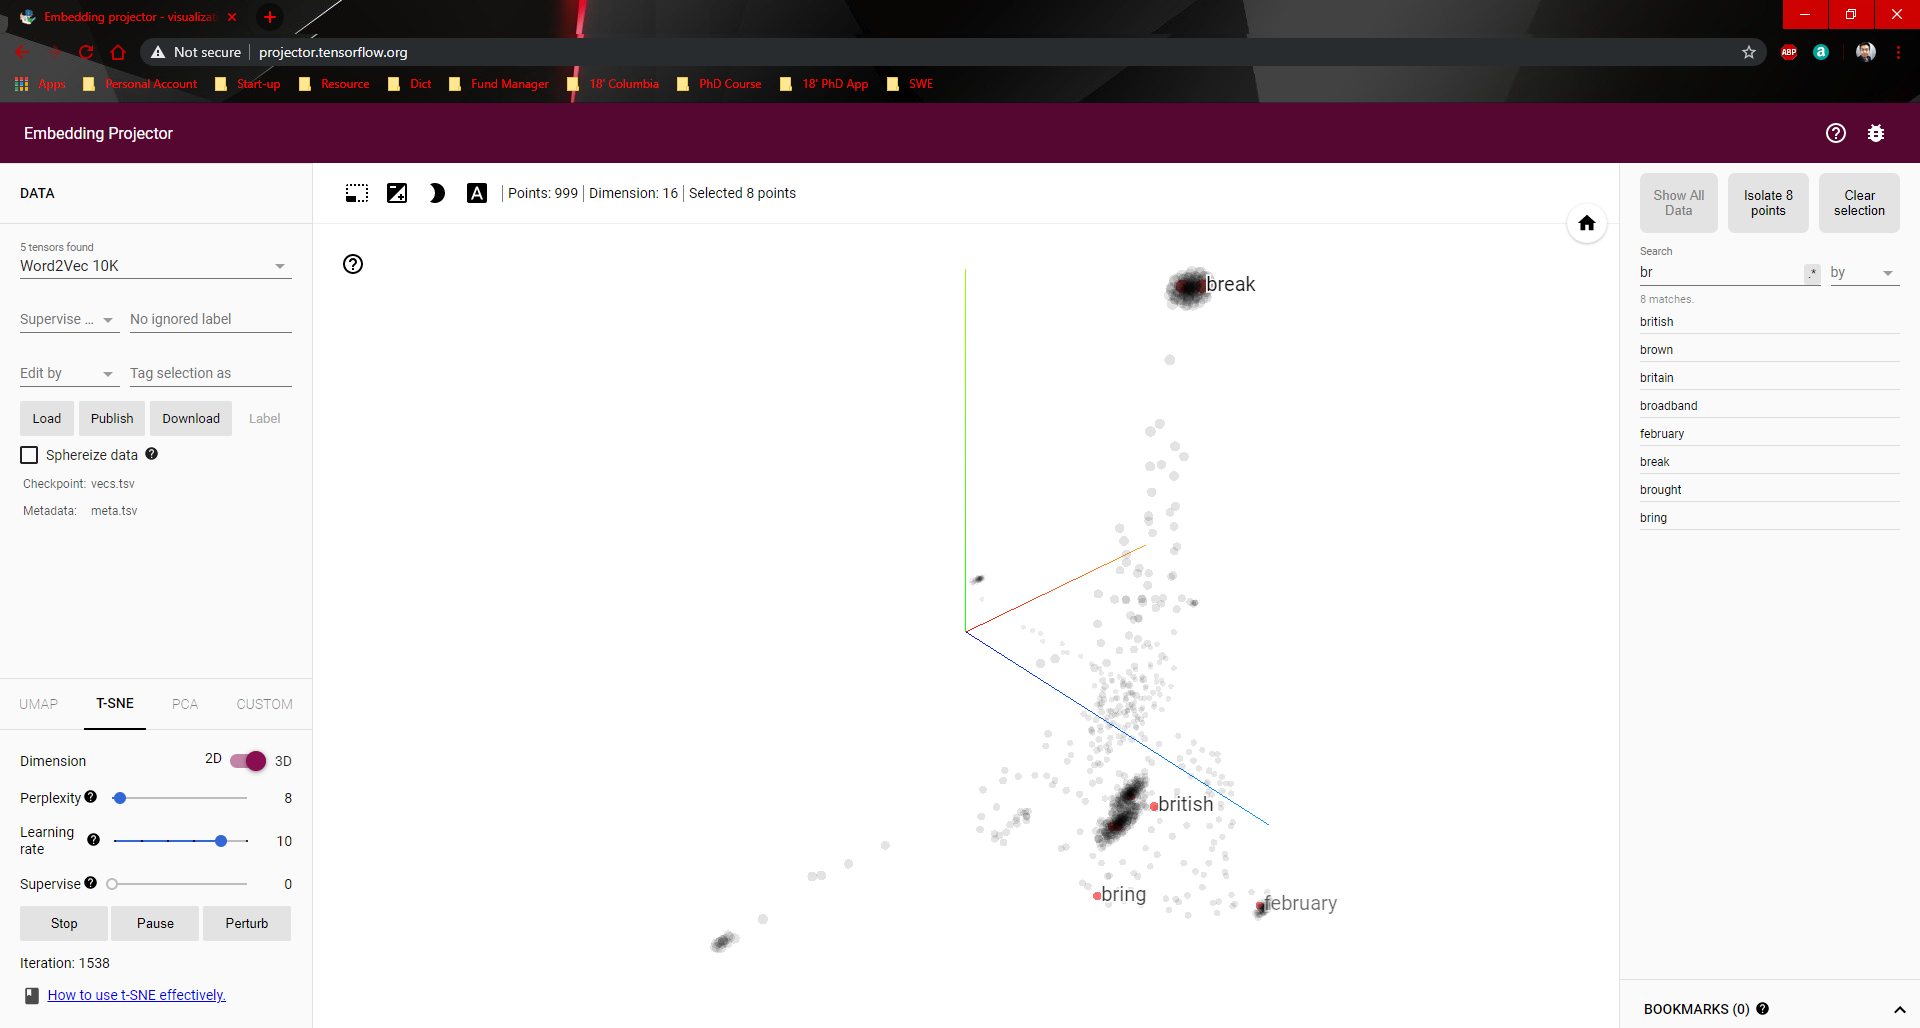 Embedding projector - visualizat
Not secure projector.tensorflow.org
ABP a
Apps Personal Account Start-up Resource Dict Fund Manager 18' Columbia PhD Course 18' PhD App SWE
Embedding Projector
DATA
5 tensors found
Word2Vec 10K
Supervise ... No ignored label
Edit by Tag selection as
Load Publish Download Label
Sphereize data
Checkpoint: vecs.tsv
Metadata: meta.tsv
UMAP T-SNE PCA CUSTOM
Dimension 2D 3D
Perplexity 8
Learning rate 10
Supervise 0
Stop Pause Perturb
Iteration: 1538
How to use t-SNE effectively.
A Points: 999 Dimension: 16 Selected 8 points
break
british
bring
february
Show All Data
Isolate 8 points
Clear selection
Search
br .* by
8 matches.
british
brown
britain
broadband
february
break
brought
bring
BOOKMARKS (0)